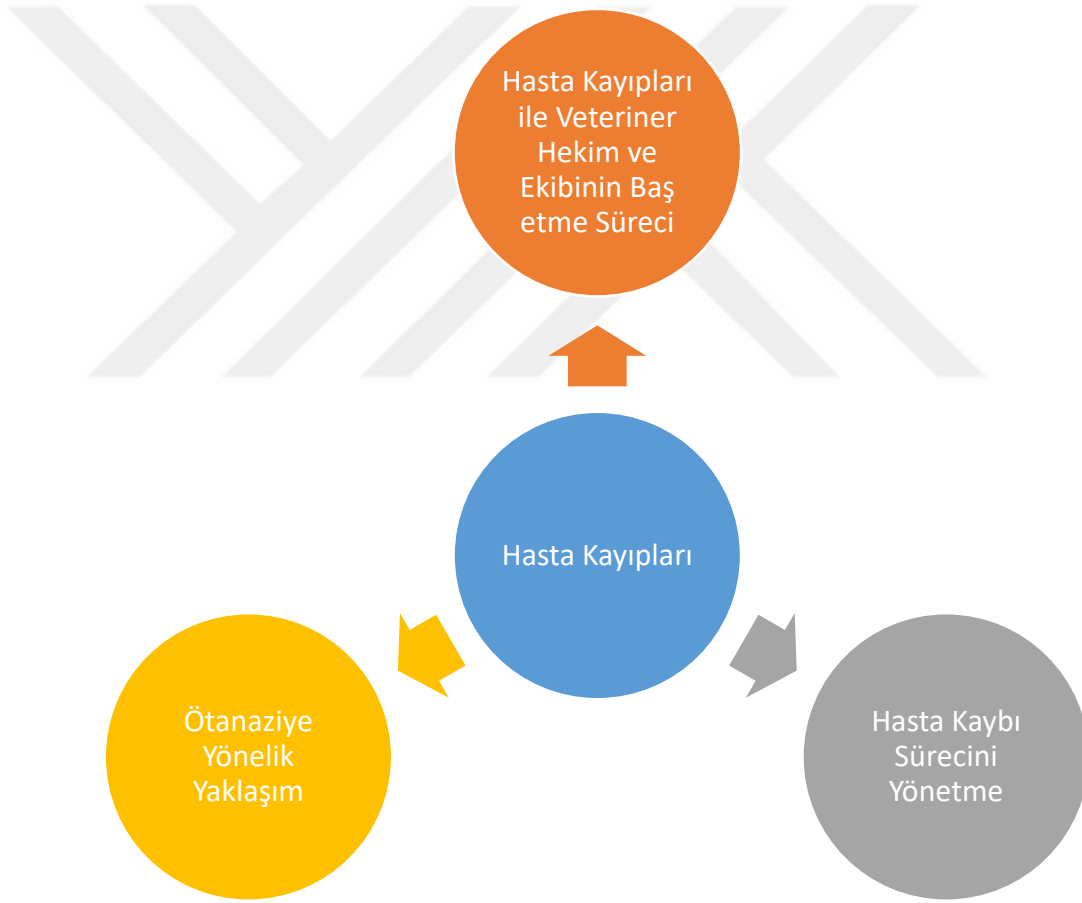 Hasta Kayıpları
ile Veteriner
Hekim ve
Ekibinin Baş
etme Süreci
Hasta Kayıpları
Ötanaziye
Yönelik
Yaklaşım
Hasta Kaybı
Sürecini
Yönetme